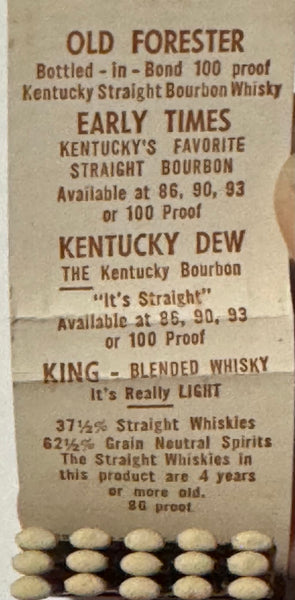 OLD FORESTER
Bottled - in - Bond 100 proof
Kentucky Straight Bourbon Whisky
EARLY TIMES
KENTUCKY'S FAVORITE
STRAIGHT BOURBON
Available at 86, 90, 93
or 100 Proof
KENTUCKY DEW
THE Kentucky Bourbon
"It's Straight"
Available at 86, 90, 93
or 100 Proof
KING - BLENDED WHISKY
It's Really LIGHT
37½% Straight Whiskies
62½% Grain Neutral Spirits
The Straight Whiskies in
this product are 4 years
or more old.
86 proof